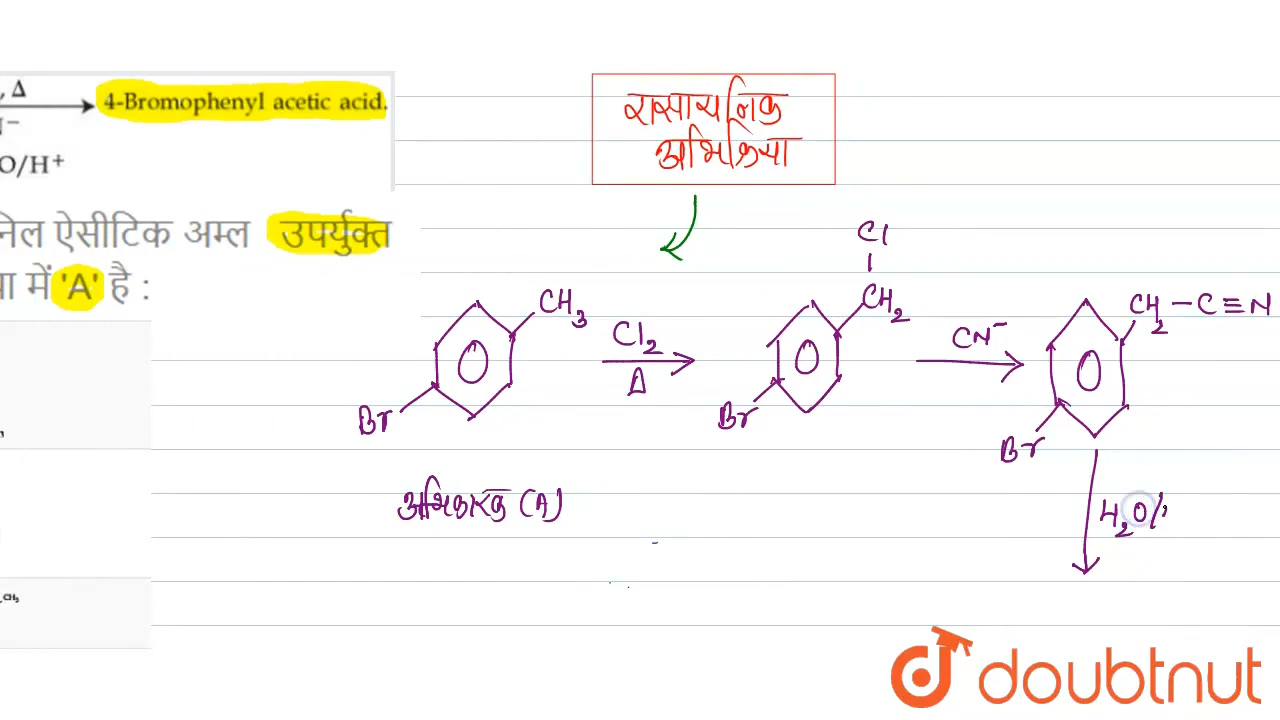 , Δ
4-Bromophenyl acetic acid.
O/H⁺
निल ऐसीटिक अम्ल उपर्युक्त
में 'A' है :
CH₃
रासायनिक
अभिक्रिया
CH₃
Br
Cl₂
Δ
Cl
CH₂
Br
CN⁻
CH₂ - C ≡ N
Br
H₂O/
अभिकारक (A)
doubtnut